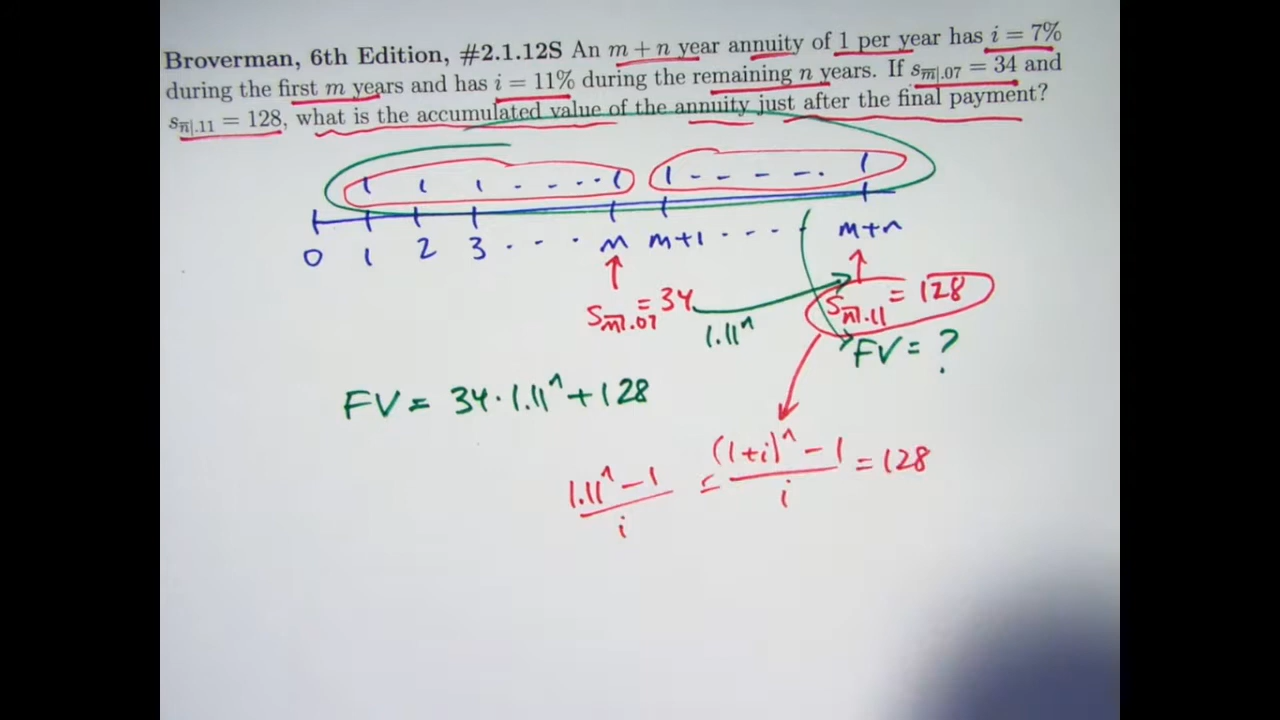 Broverman, 6th Edition, #2.1.12S An m + n year annuity of 1 per year has i = 7%
during the first m years and has i = 11% during the remaining n years. If s_m|.07 = 34 and
s_n|.11 = 128, what is the accumulated value of the annuity just after the final payment?
1 1 1 - - - ·· 1 1 - - - - . 1
0 1 2 3 · · · m m+1 · · · · m+n
s_m|.07 = 34
1.11^n
s_n|.11 = 128
FV = ?
FV = 34 · 1.11^n + 128
(1.11^n - 1)/i = ((1+i)^n - 1)/i = 128